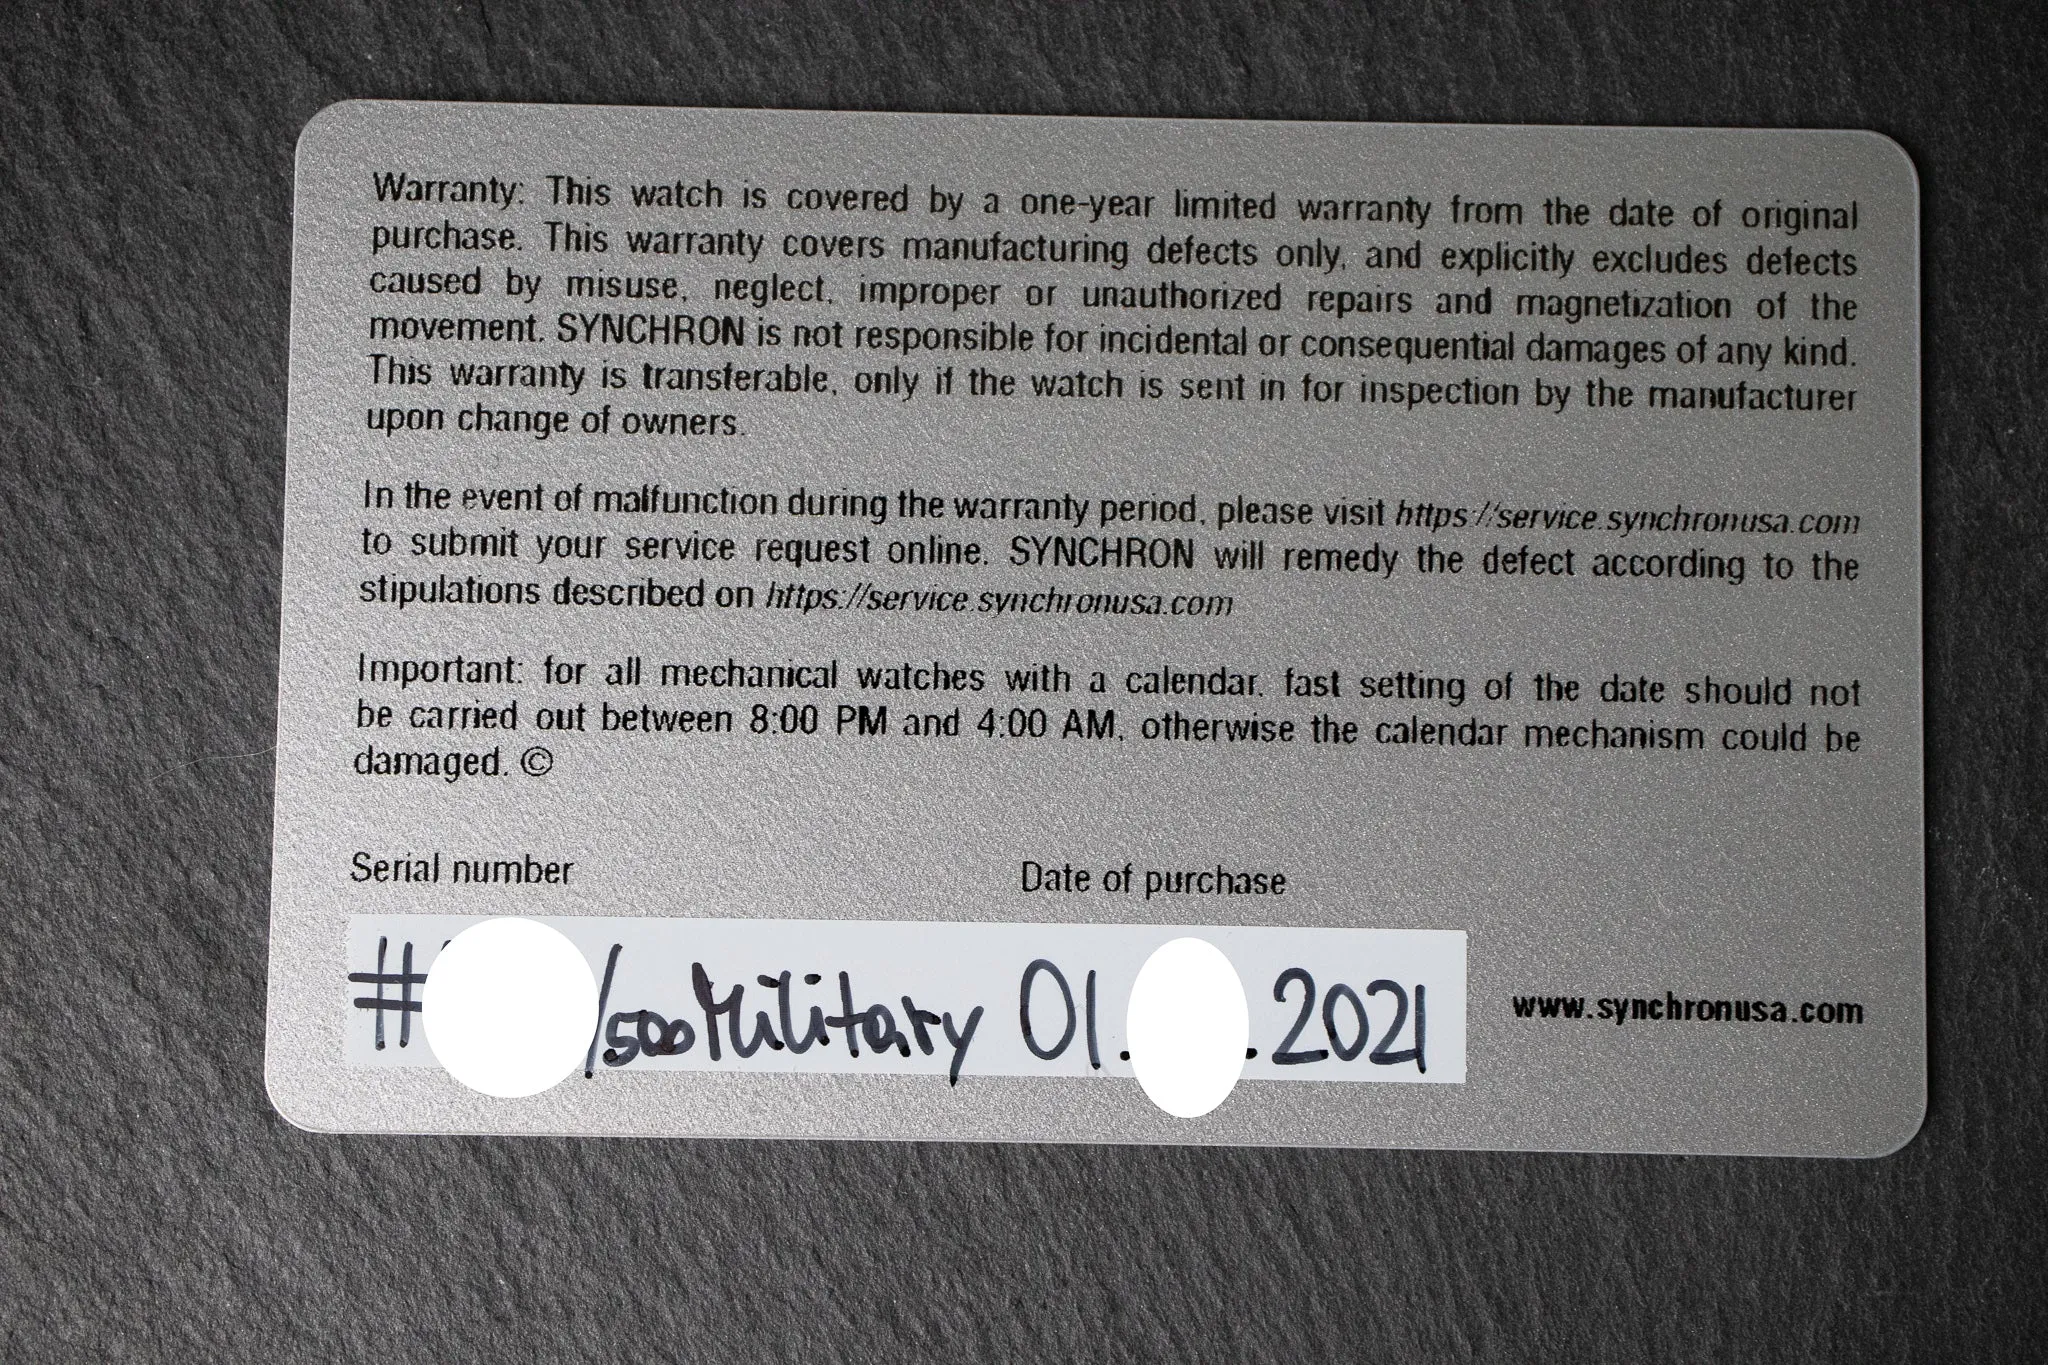 Warranty: This watch is covered by a one-year limited warranty from the date of original
purchase. This warranty covers manufacturing defects only, and explicitly excludes defects
caused by misuse, neglect, improper or unauthorized repairs and magnetization of the
movement. SYNCHRON is not responsible for incidental or consequential damages of any kind.
This warranty is transferable, only if the watch is sent in for inspection by the manufacturer
upon change of owners.
In the event of malfunction during the warranty period, please visit https://service.synchronusa.com
to submit your service request online. SYNCHRON will remedy the defect according to the
stipulations described on https://service.synchronusa.com
Important: for all mechanical watches with a calendar, fast setting of the date should not
be carried out between 8:00 PM and 4:00 AM, otherwise the calendar mechanism could be
damaged. ©
Serial number Date of purchase
# /500 Military 01. .2021
www.synchronusa.com